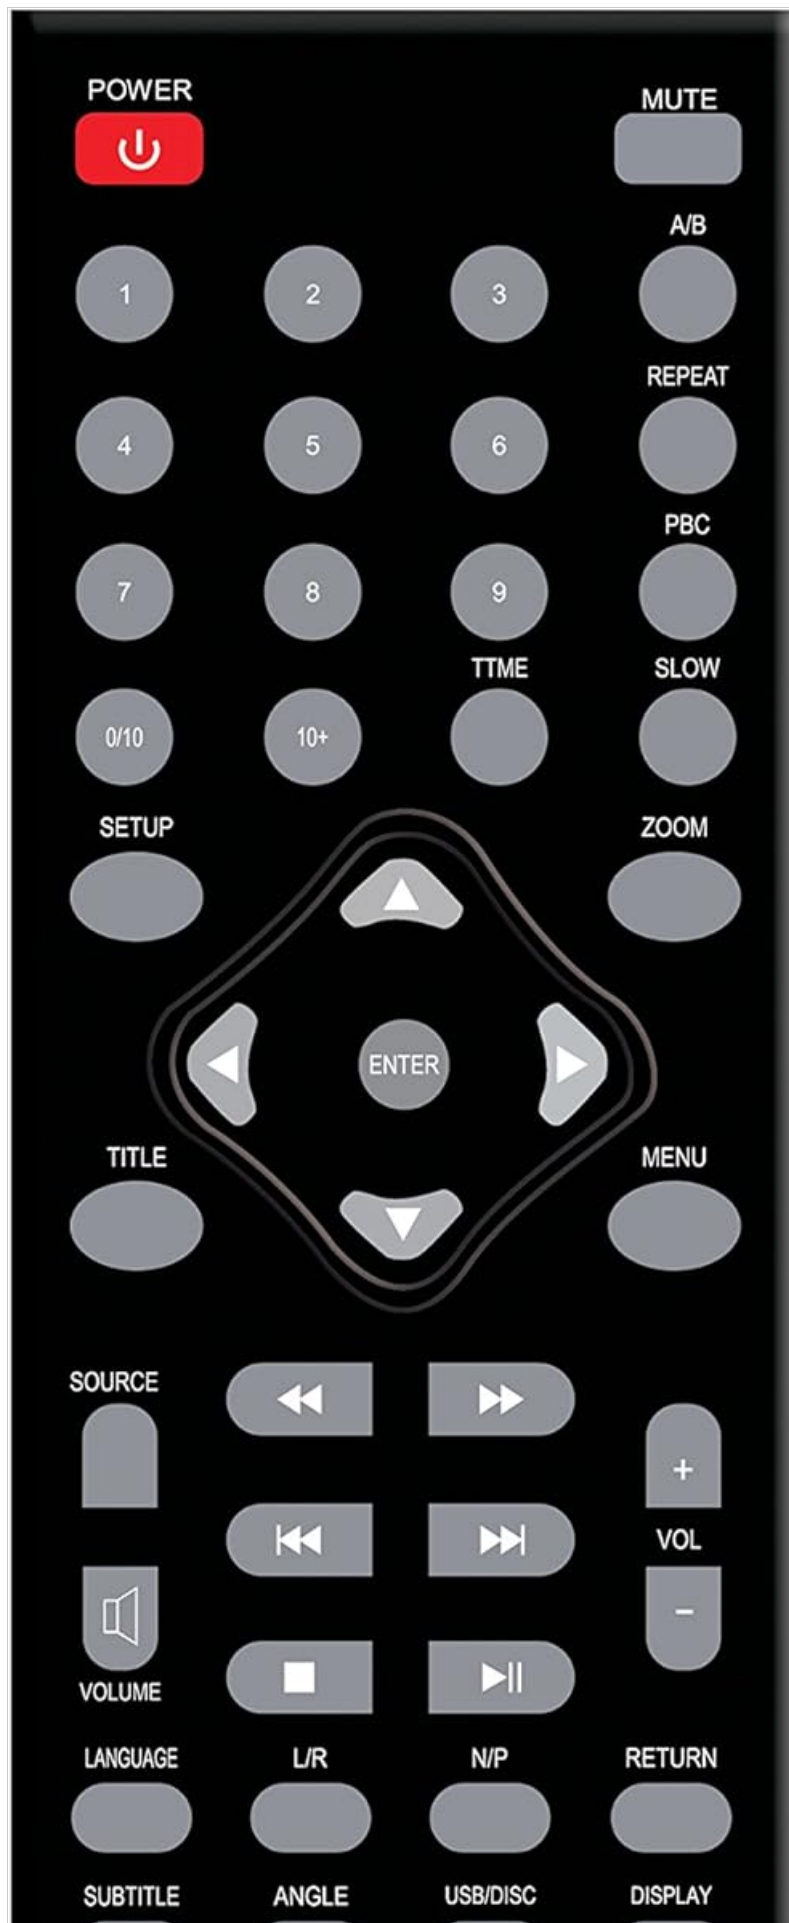 POWER
MUTE
A/B
1 2 3
REPEAT
4 5 6
PBC
7 8 9
TTME SLOW
0/10 10+
SETUP ZOOM
ENTER
TITLE MENU
SOURCE
+
VOL
-
VOLUME
LANGUAGE L/R N/P RETURN
SUBTITLE ANGLE USB/DISC DISPLAY